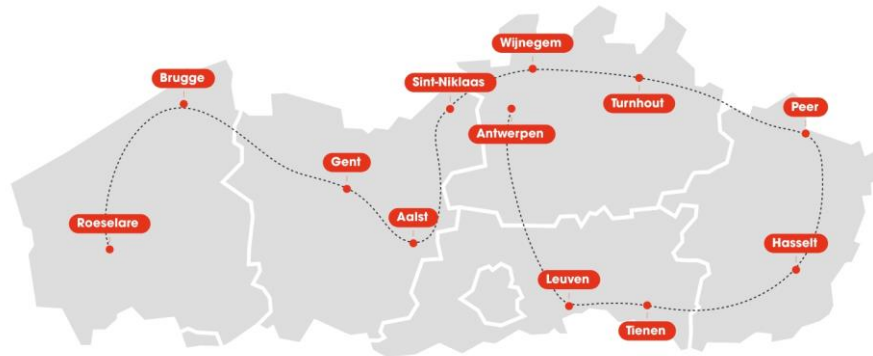 Wijnegem
Brugge
Sint-Niklaas
Turnhout
Peer
Antwerpen
Gent
Roeselare
Aalst
Hasselt
Leuven
Tienen